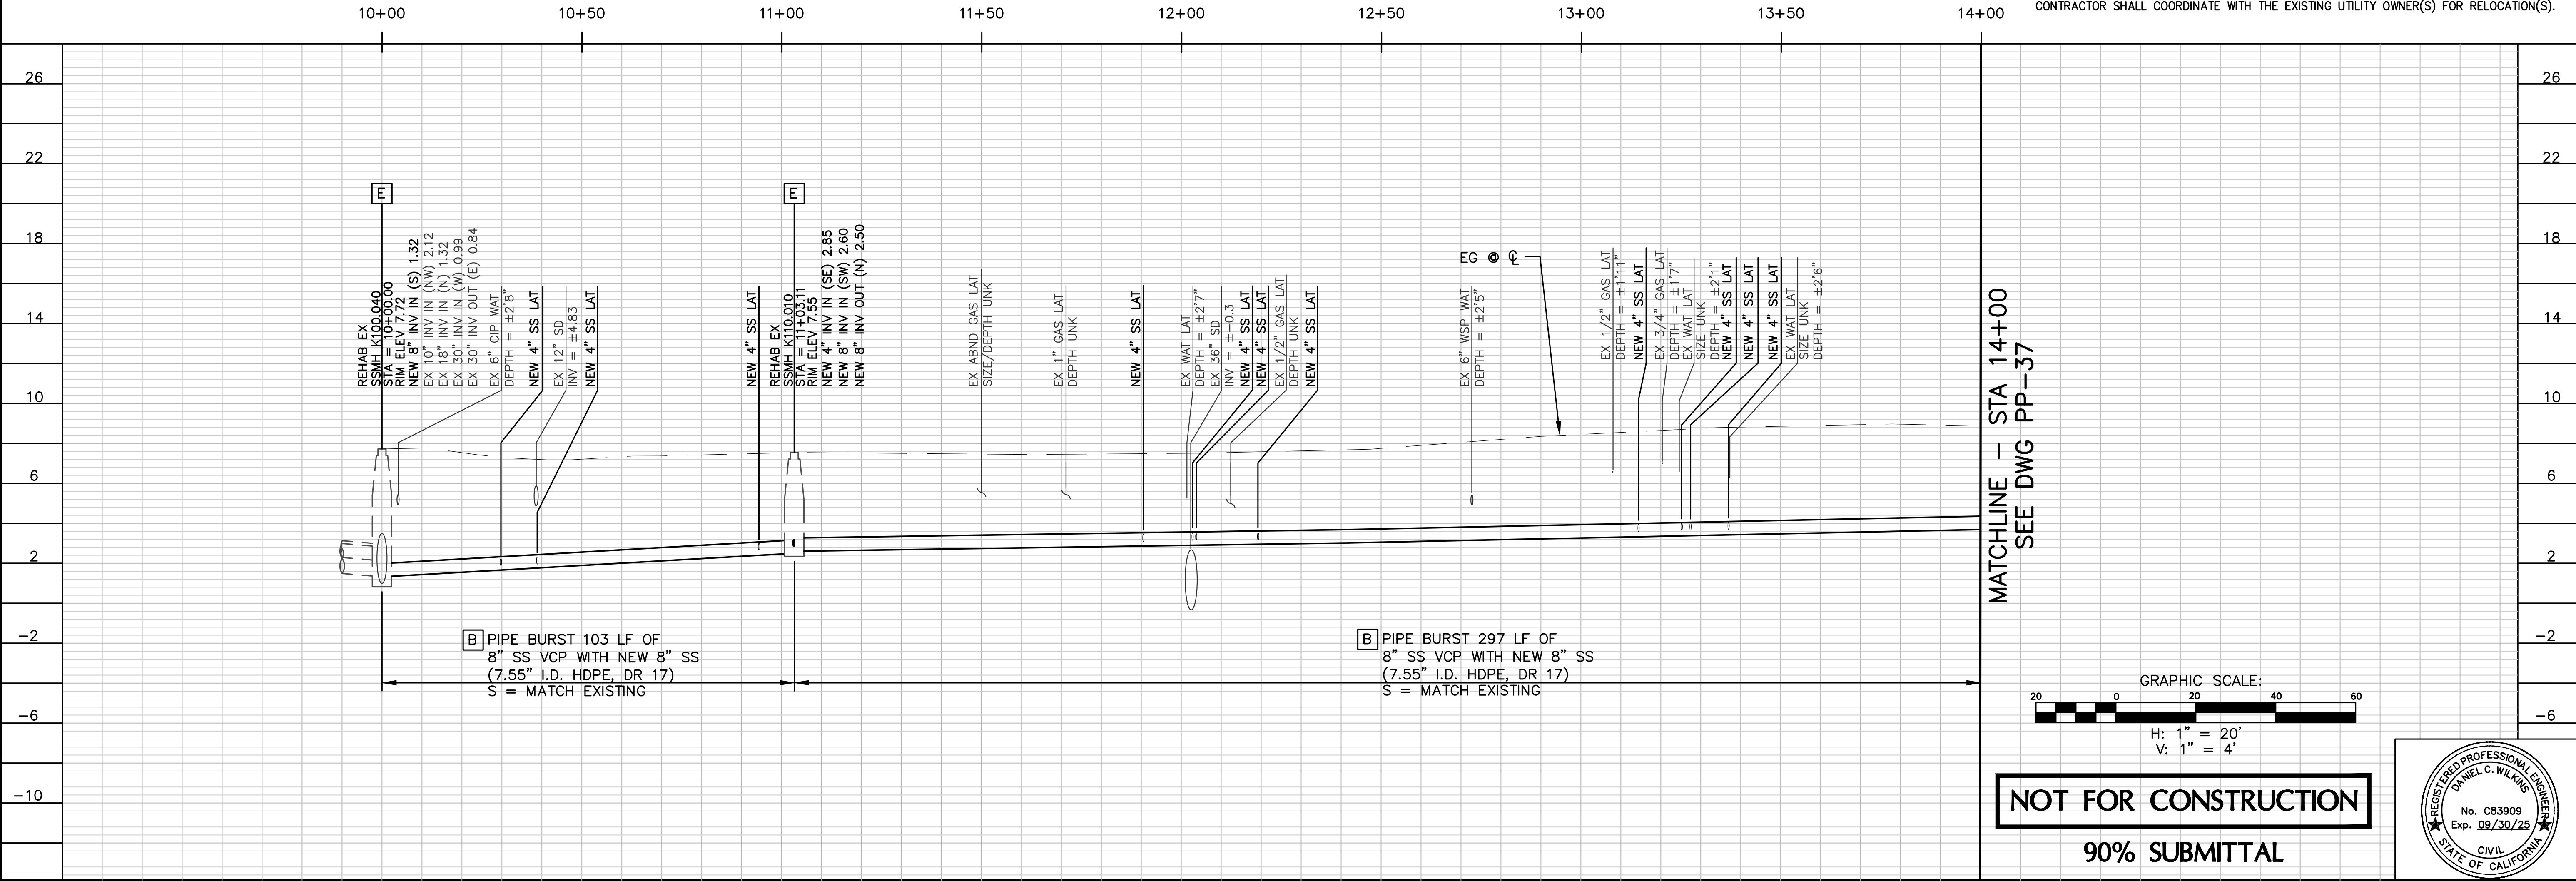 10+00
10+50
11+00
11+50
12+00
12+50
13+00
13+50
14+00
CONTRACTOR SHALL COORDINATE WITH THE EXISTING UTILITY OWNER(S) FOR RELOCATION(S).
26
22
18
14
10
6
2
-2
-6
-10
E
REHAB EX
SSMH K100.040
STA = 10+00.00
RIM ELEV 7.72
NEW 8" INV IN (S) 1.32
EX 10" INV IN (NW) 2.12
EX 18" INV IN (N) 1.32
EX 30" INV IN (W) 0.99
EX 30" INV OUT (E) 0.84
EX 6" CIP WAT
DEPTH = ±2'8"
NEW 4" SS LAT
EX 12" SD
INV = ±4.83
NEW 4" SS LAT
NEW 4" SS LAT
E
REHAB EX
SSMH K110.010
STA = 11+03.11
RIM ELEV 7.55
NEW 4" INV IN (SE) 2.85
NEW 8" INV IN (SW) 2.60
NEW 8" INV OUT (N) 2.50
EX ABND GAS LAT
SIZE/DEPTH UNK
EX 1" GAS LAT
DEPTH UNK
NEW 4" SS LAT
EX WAT LAT
DEPTH = ±2'7"
EX 36" SD
INV = ±-0.3
NEW 4" SS LAT
NEW 4" SS LAT
EX 1/2" GAS LAT
DEPTH UNK
NEW 4" SS LAT
EX 6" WSP WAT
DEPTH = ±2'5"
EG @ ℄
EX 1/2" GAS LAT
DEPTH = ±1'11"
NEW 4" SS LAT
EX 3/4" GAS LAT
DEPTH = ±1'7"
EX WAT LAT
SIZE UNK
DEPTH = ±2'1"
NEW 4" SS LAT
NEW 4" SS LAT
NEW 4" SS LAT
EX WAT LAT
SIZE UNK
DEPTH = ±2'6"
MATCHLINE - STA 14+00
SEE DWG PP-37
26
22
18
14
10
6
2
-2
-6
B PIPE BURST 103 LF OF
8" SS VCP WITH NEW 8" SS
(7.55" I.D. HDPE, DR 17)
S = MATCH EXISTING
B PIPE BURST 297 LF OF
8" SS VCP WITH NEW 8" SS
(7.55" I.D. HDPE, DR 17)
S = MATCH EXISTING
GRAPHIC SCALE:
20 0 20 40 60
H: 1" = 20'
V: 1" = 4'
NOT FOR CONSTRUCTION
90% SUBMITTAL
REGISTERED PROFESSIONAL ENGINEER
DANIEL C. WILKINS
No. C83909
Exp. 09/30/25
CIVIL
STATE OF CALIFORNIA